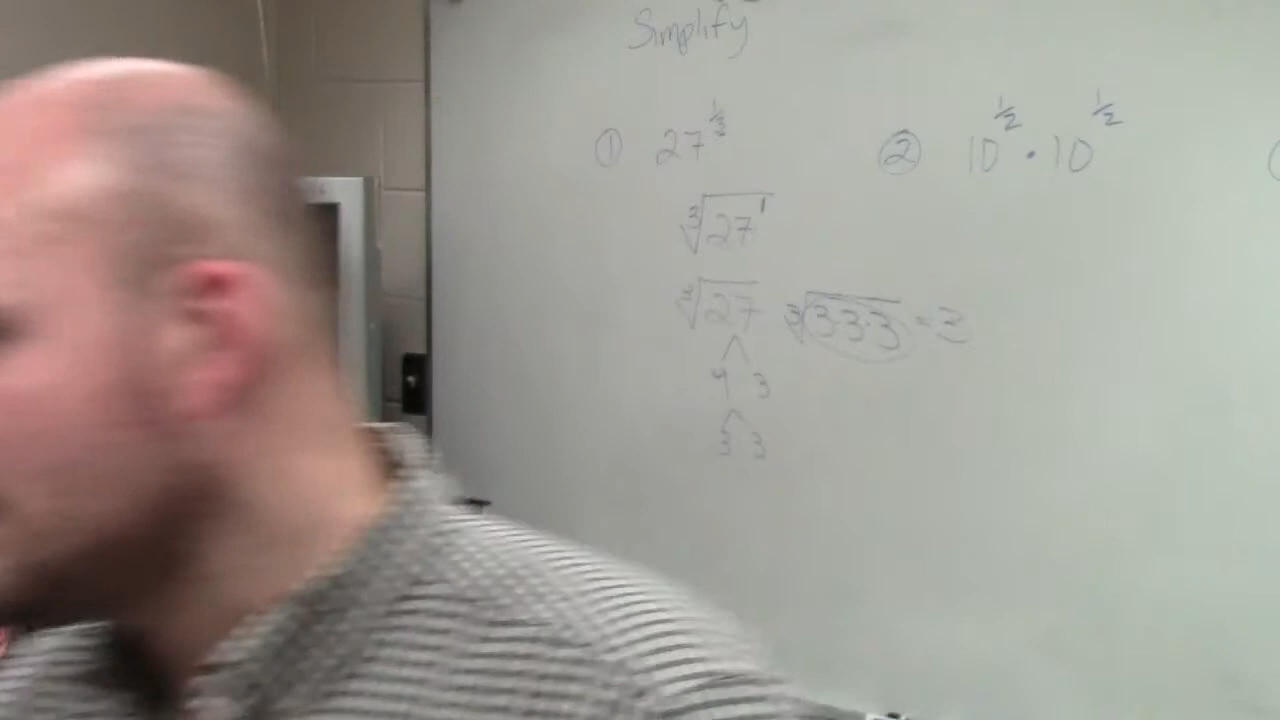 Simplify
① 27^{1/3}
∛27¹
∛27
9 3
3 3
∛3·3·3 = 3
② 10^{1/2} · 10^{1/2}